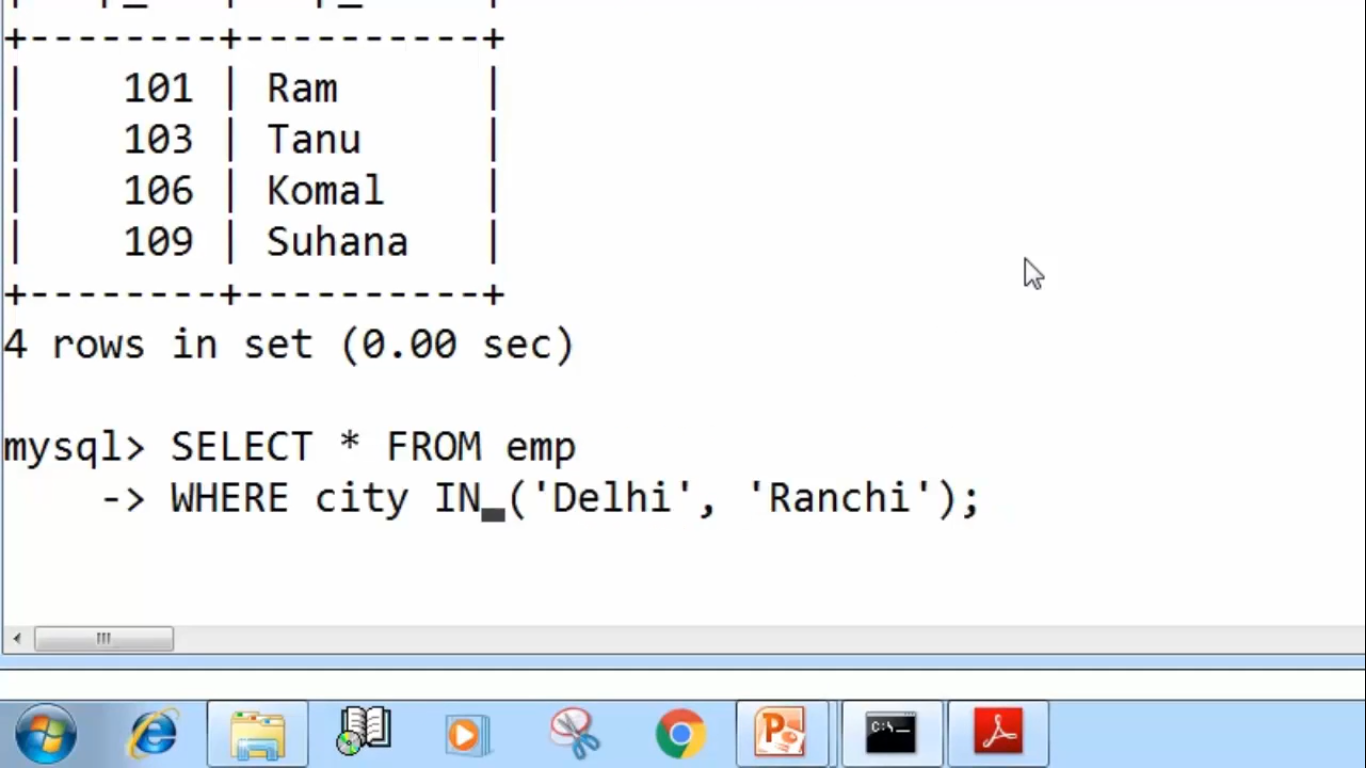 +--------+----------+
|    101 | Ram      |
|    103 | Tanu     |
|    106 | Komal    |
|    109 | Suhana   |
+--------+----------+
4 rows in set (0.00 sec)
mysql> SELECT * FROM emp
    -> WHERE city IN ('Delhi', 'Ranchi');
C:\